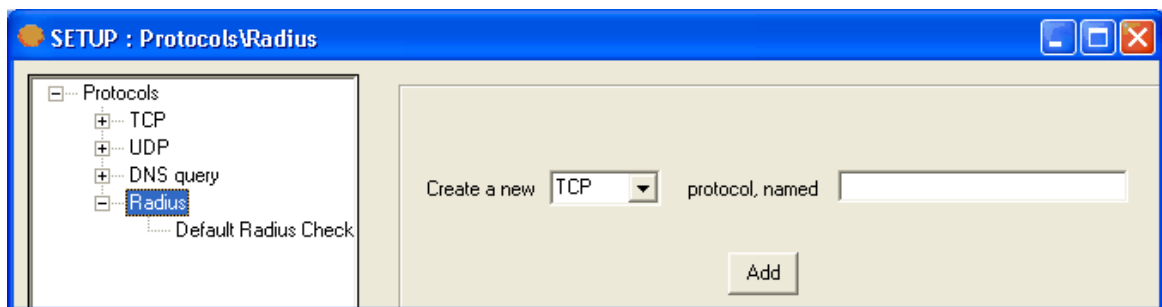 SETUP : Protocols\Radius
Protocols
TCP
UDP
DNS query
Radius
Default Radius Check
Create a new TCP protocol, named
Add